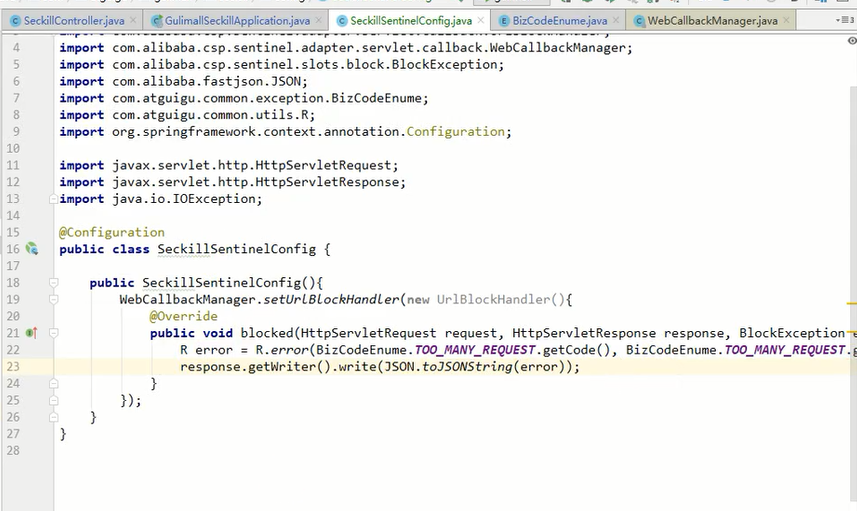 SeckillController.java GulimallSeckillApplication.java SeckillSentinelConfig.java BizCodeEnume.java WebCallbackManager.java
4 import com.alibaba.csp.sentinel.adapter.servlet.callback.WebCallbackManager;
5 import com.alibaba.csp.sentinel.slots.block.BlockException;
6 import com.alibaba.fastjson.JSON;
7 import com.atguigu.common.exception.BizCodeEnume;
8 import com.atguigu.common.utils.R;
9 import org.springframework.context.annotation.Configuration;
10
11 import javax.servlet.http.HttpServletRequest;
12 import javax.servlet.http.HttpServletResponse;
13 import java.io.IOException;
14
15 @Configuration
16 public class SeckillSentinelConfig {
17
18 public SeckillSentinelConfig(){
19 WebCallbackManager.setUrlBlockHandler(new UrlBlockHandler(){
20 @Override
21 public void blocked(HttpServletRequest request, HttpServletResponse response, BlockException e
22 R error = R.error(BizCodeEnume.TOO_MANY_REQUEST.getCode(), BizCodeEnume.TOO_MANY_REQUEST.g
23 response.getWriter().write(JSON.toJSONString(error));
24 }
25 });
26 }
27 }
28